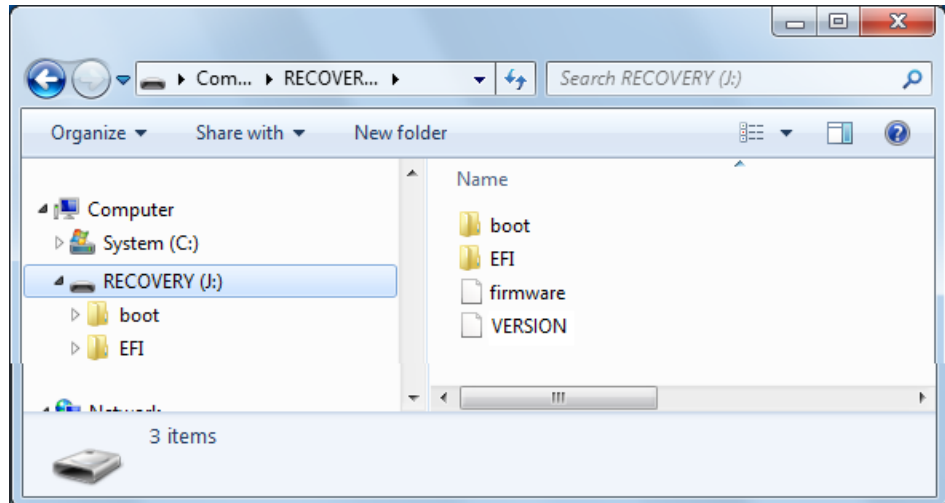 Com... RECOVER... Search RECOVERY (J:)
Organize Share with New folder
Name
Computer
System (C:)
RECOVERY (J:)
boot
EFI
Network
boot
EFI
firmware
VERSION
3 items